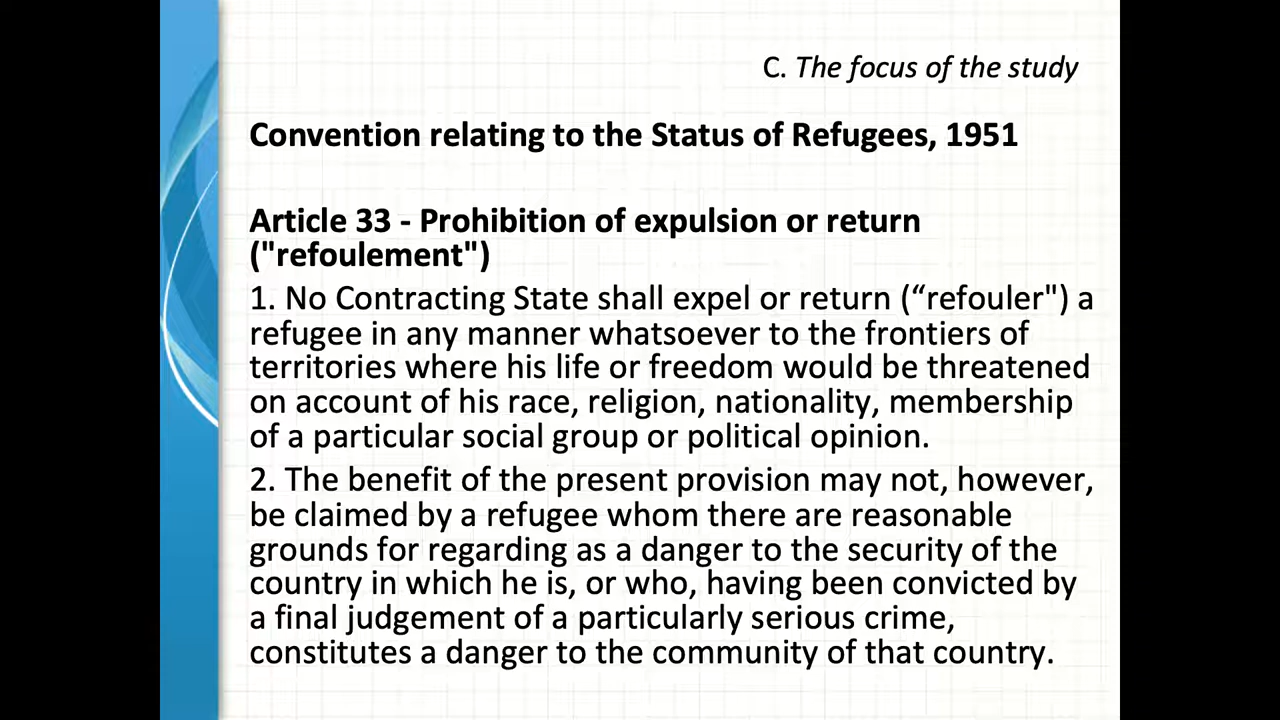 C. The focus of the study
Convention relating to the Status of Refugees, 1951
Article 33 - Prohibition of expulsion or return
("refoulement")
1. No Contracting State shall expel or return (“refouler") a
refugee in any manner whatsoever to the frontiers of
territories where his life or freedom would be threatened
on account of his race, religion, nationality, membership
of a particular social group or political opinion.
2. The benefit of the present provision may not, however,
be claimed by a refugee whom there are reasonable
grounds for regarding as a danger to the security of the
country in which he is, or who, having been convicted by
a final judgement of a particularly serious crime,
constitutes a danger to the community of that country.